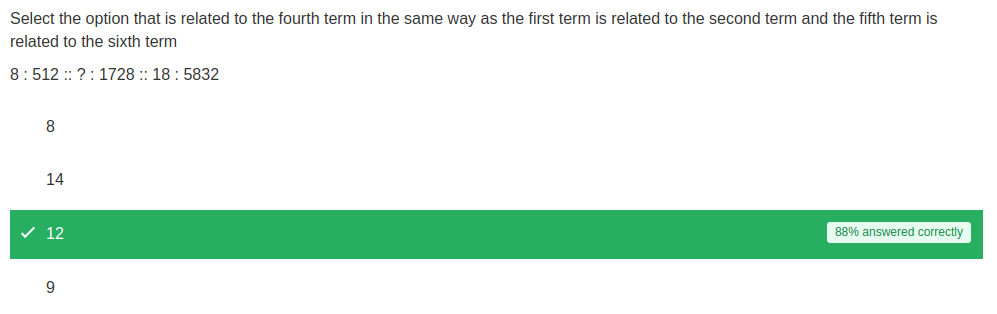 Select the option that is related to the fourth term in the same way as the first term is related to the second term and the fifth term is
related to the sixth term
8 : 512 :: ? : 1728 :: 18 : 5832
8
14
12 88% answered correctly
9